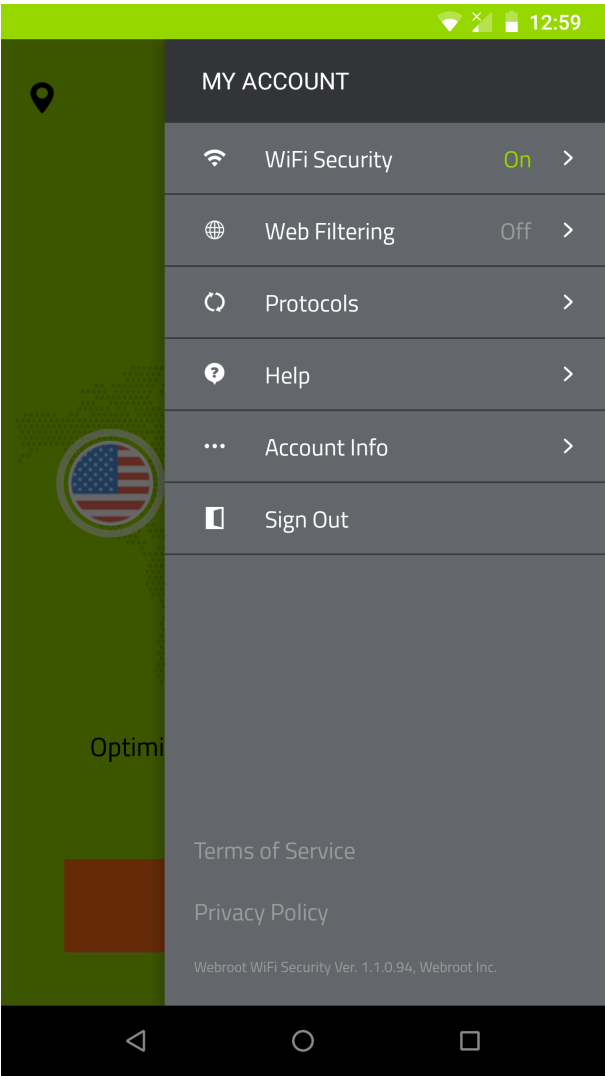 12:59
MY ACCOUNT
WiFi Security On
Web Filtering Off
Protocols
Help
Account Info
Sign Out
Optimi
Terms of Service
Privacy Policy
Webroot WiFi Security Ver. 1.1.0.94, Webroot Inc.